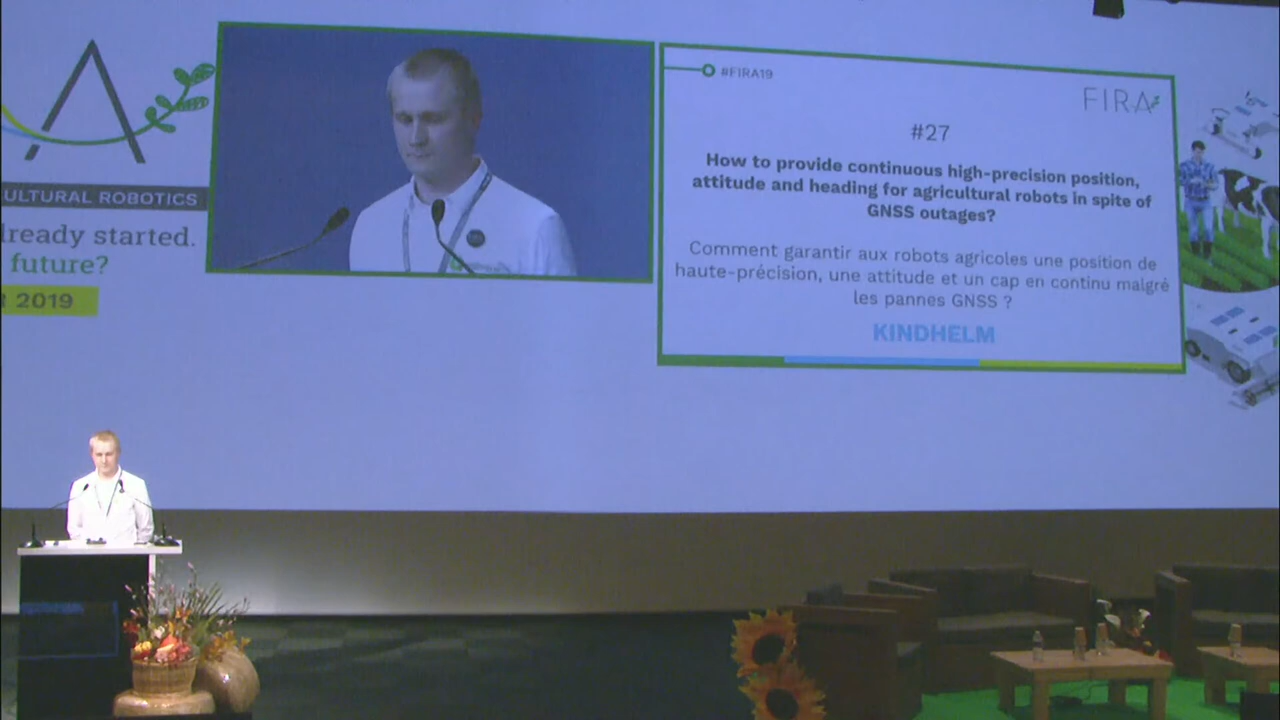 CULTURAL ROBOTICS
lready started.
future?
R 2019
#FIRA19
FIRA
#27
How to provide continuous high-precision position,
attitude and heading for agricultural robots in spite of
GNSS outages?
Comment garantir aux robots agricoles une position de
haute-précision, une attitude et un cap en continu malgré
les pannes GNSS ?
KINDHELM